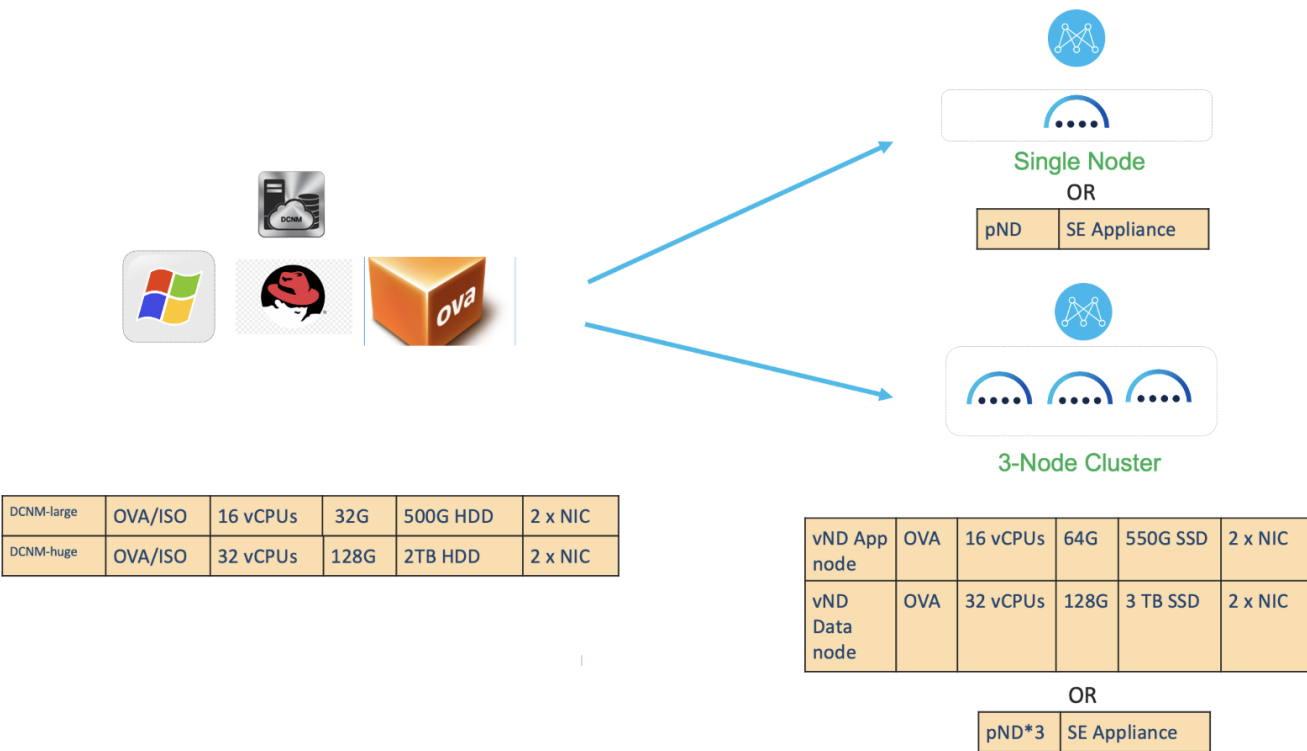 DCNM
ova
Single Node
OR
pND SE Appliance
3-Node Cluster
DCNM-large OVA/ISO 16 vCPUs 32G 500G HDD 2 x NIC
DCNM-huge OVA/ISO 32 vCPUs 128G 2TB HDD 2 x NIC
vND App OVA 16 vCPUs 64G 550G SSD 2 x NIC
node
vND OVA 32 vCPUs 128G 3 TB SSD 2 x NIC
Data
node
OR
pND*3 SE Appliance